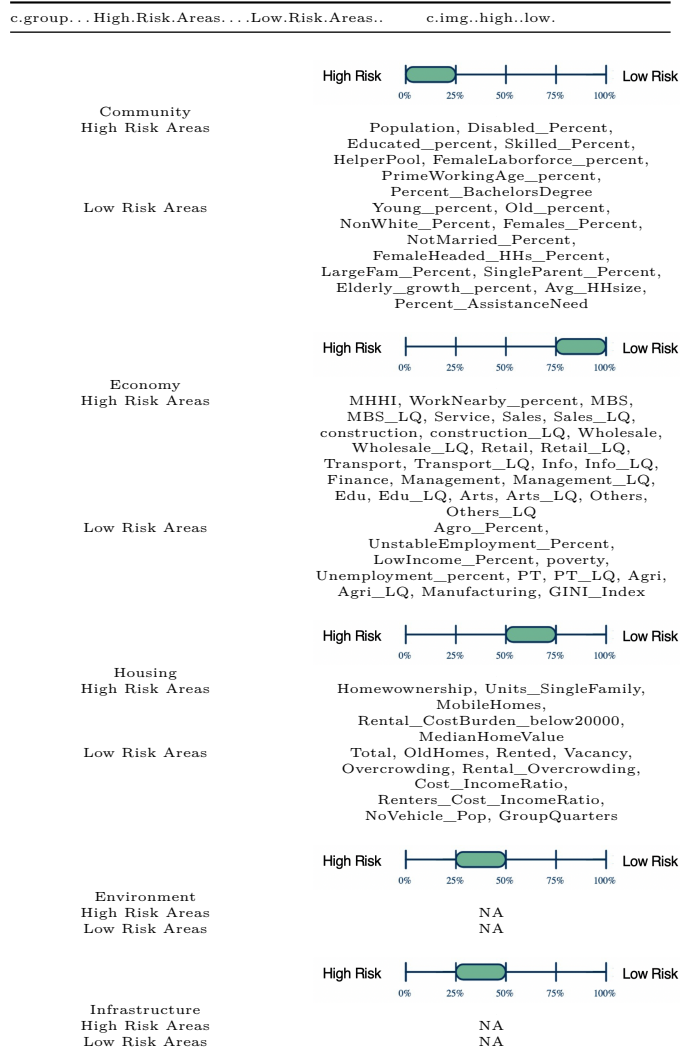 c.group...High.Risk.Areas....Low.Risk.Areas.. c.img..high..low.
High Risk Low Risk
0% 25% 50% 75% 100%
Community
High Risk Areas Population, Disabled_Percent,
Educated_percent, Skilled_Percent,
HelperPool, FemaleLaborforce_percent,
PrimeWorkingAge_percent,
Percent_BachelorsDegree
Low Risk Areas Young_percent, Old_percent,
NonWhite_Percent, Females_Percent,
NotMarried_Percent,
FemaleHeaded_HHs_Percent,
LargeFam_Percent, SingleParent_Percent,
Elderly_growth_percent, Avg_HHsize,
Percent_AssistanceNeed
High Risk Low Risk
0% 25% 50% 75% 100%
Economy
High Risk Areas MHHI, WorkNearby_percent, MBS,
MBS_LQ, Service, Sales, Sales_LQ,
construction, construction_LQ, Wholesale,
Wholesale_LQ, Retail, Retail_LQ,
Transport, Transport_LQ, Info, Info_LQ,
Finance, Management, Management_LQ,
Edu, Edu_LQ, Arts, Arts_LQ, Others,
Others_LQ
Low Risk Areas Agro_Percent,
UnstableEmployment_Percent,
LowIncome_Percent, poverty,
Unemployment_percent, PT, PT_LQ, Agri,
Agri_LQ, Manufacturing, GINI_Index
High Risk Low Risk
0% 25% 50% 75% 100%
Housing
High Risk Areas Homewownership, Units_SingleFamily,
MobileHomes,
Rental_CostBurden_below20000,
MedianHomeValue
Low Risk Areas Total, OldHomes, Rented, Vacancy,
Overcrowding, Rental_Overcrowding,
Cost_IncomeRatio,
Renters_Cost_IncomeRatio,
NoVehicle_Pop, GroupQuarters
High Risk Low Risk
0% 25% 50% 75% 100%
Environment
High Risk Areas NA
Low Risk Areas NA
High Risk Low Risk
0% 25% 50% 75% 100%
Infrastructure
High Risk Areas NA
Low Risk Areas NA